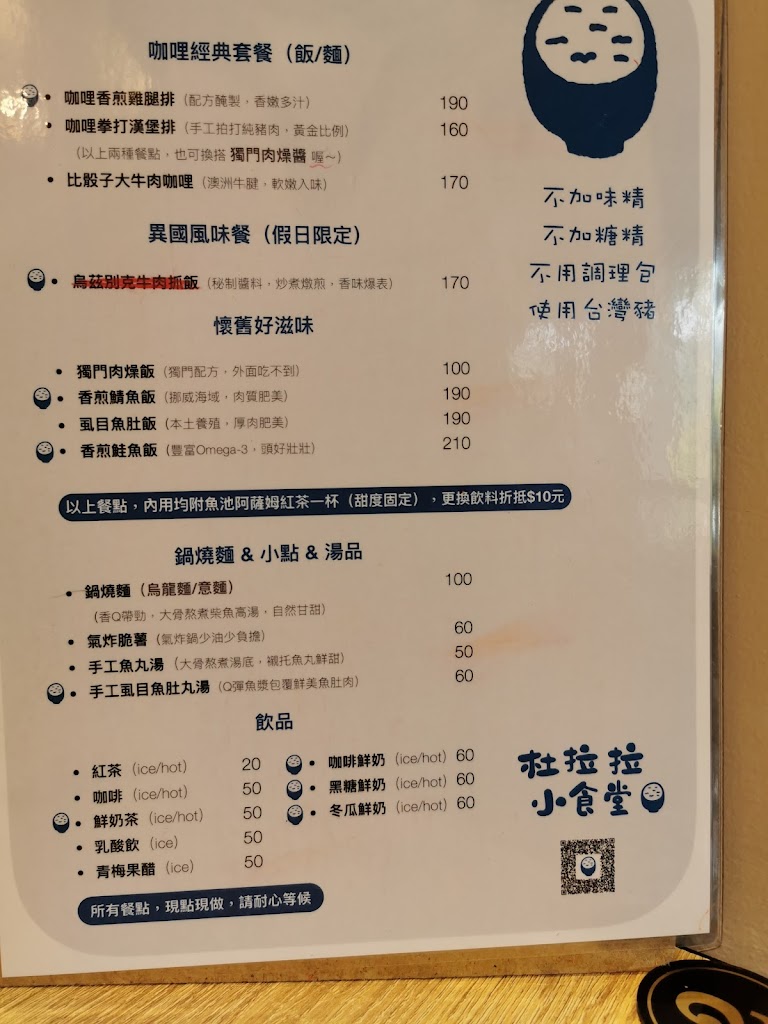 咖哩經典套餐（飯/麵）
• 咖哩香煎雞腿排（配方醃製，香嫩多汁） 190
• 咖哩拳打漢堡排（手工拍打純豬肉，黃金比例） 160
（以上兩種餐點，也可換搭 獨門肉燥醬 喔～）
• 比骰子大牛肉咖哩（澳洲牛腱，軟嫩入味） 170
異國風味餐（假日限定）
• 烏茲別克牛肉抓飯（秘制醬料，炒煮燉煎，香味爆表） 170
懷舊好滋味
• 獨門肉燥飯（獨門配方，外面吃不到） 100
• 香煎鯖魚飯（挪威海域，肉質肥美） 190
• 虱目魚肚飯（本土養殖，厚肉肥美） 190
• 香煎鮭魚飯（豐富Omega-3，頭好壯壯） 210
以上餐點，內用均附魚池阿薩姆紅茶一杯（甜度固定），更換飲料折抵$10元
鍋燒麵 & 小點 & 湯品
• 鍋燒麵（烏龍麵/意麵） 100
（香Q帶勁，大骨熬煮柴魚高湯，自然甘甜）
• 氣炸脆薯（氣炸鍋少油少負擔） 60
• 手工魚丸湯（大骨熬煮湯底，襯托魚丸鮮甜） 50
• 手工虱目魚肚丸湯（Q彈魚漿包覆鮮美魚肚肉） 60
飲品
• 紅茶（ice/hot） 20
• 咖啡（ice/hot） 50
• 鮮奶茶（ice/hot） 50
• 乳酸飲（ice） 50
• 青梅果醋（ice） 50
• 咖啡鮮奶（ice/hot） 60
• 黑糖鮮奶（ice/hot） 60
• 冬瓜鮮奶（ice/hot） 60
所有餐點，現點現做，請耐心等候
不加味精
不加糖精
不用調理包
使用台灣豬
杜拉拉
小食堂